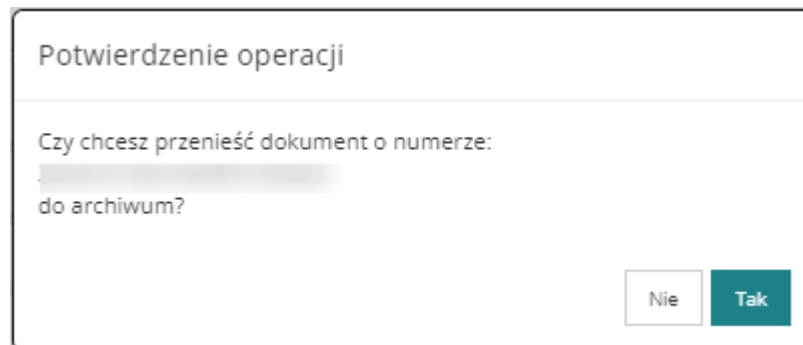 Potwierdzenie operacji
Czy chcesz przenieść dokument o numerze:
do archiwum?
Nie
Tak